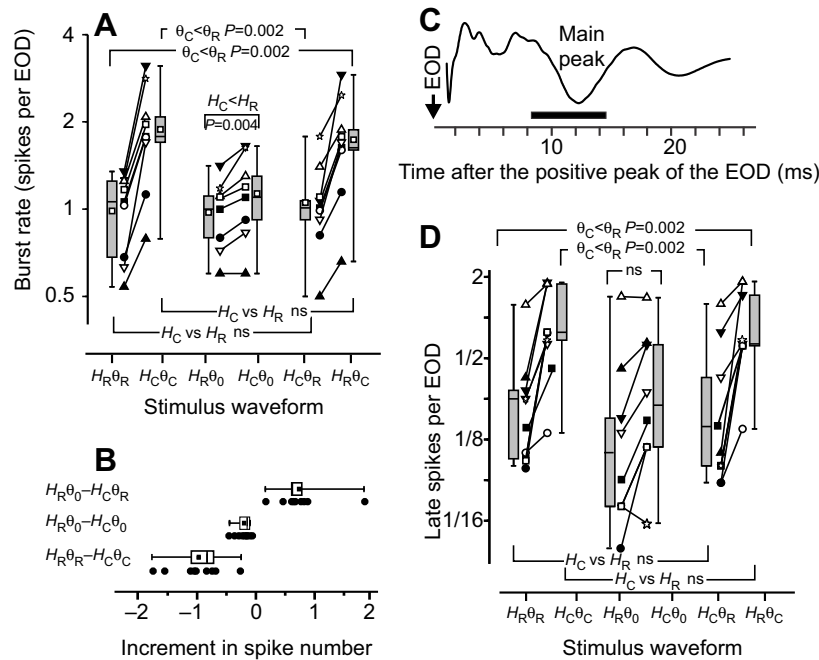 A
θC<θR P=0.002
θC<θR P=0.002
HC<HR
P=0.004
4
2
1
0.5
Burst rate (spikes per EOD)
HC vs HR ns
HC vs HR ns
HRθR HCθC HRθ0 HCθ0 HCθR HRθC
Stimulus waveform
B
HRθ0–HCθR
HRθ0–HCθ0
HRθR–HCθC
–2 –1 0 1 2
Increment in spike number
C
EOD
Main
peak
10 20
Time after the positive peak of the EOD (ms)
D
θC<θR P=0.002
θC<θR P=0.002
ns
2
1/2
1/8
1/16
Late spikes per EOD
HC vs HR ns
HC vs HR ns
HRθR HCθC HRθ0 HCθ0 HCθR HRθC
Stimulus waveform